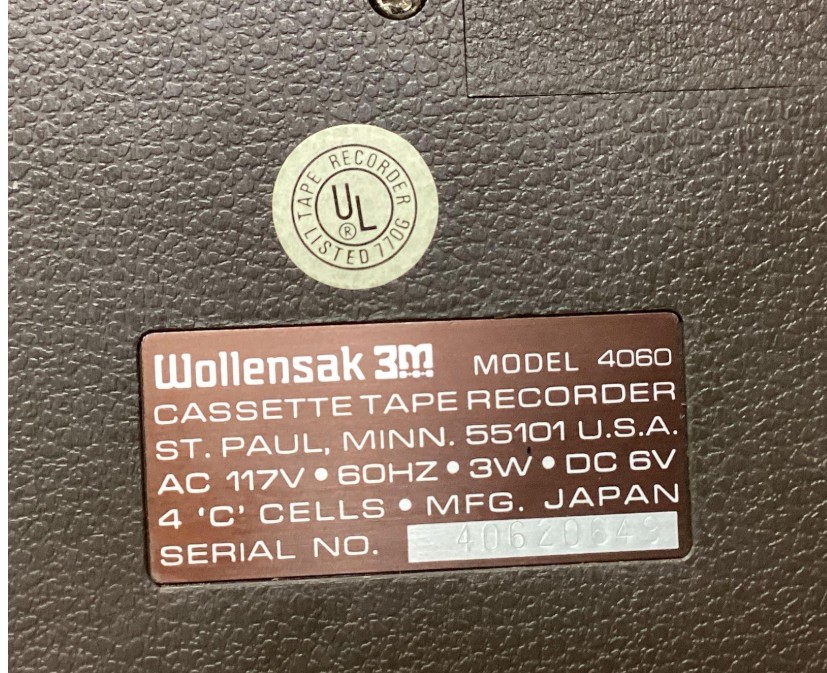 TAPE RECORDER
UL
®
LISTED 770G
Wollensak 3M MODEL 4060
CASSETTE TAPE RECORDER
ST. PAUL, MINN. 55101 U.S.A.
AC 117V • 60HZ • 3W • DC 6V
4 'C' CELLS • MFG. JAPAN
SERIAL NO. 40620649